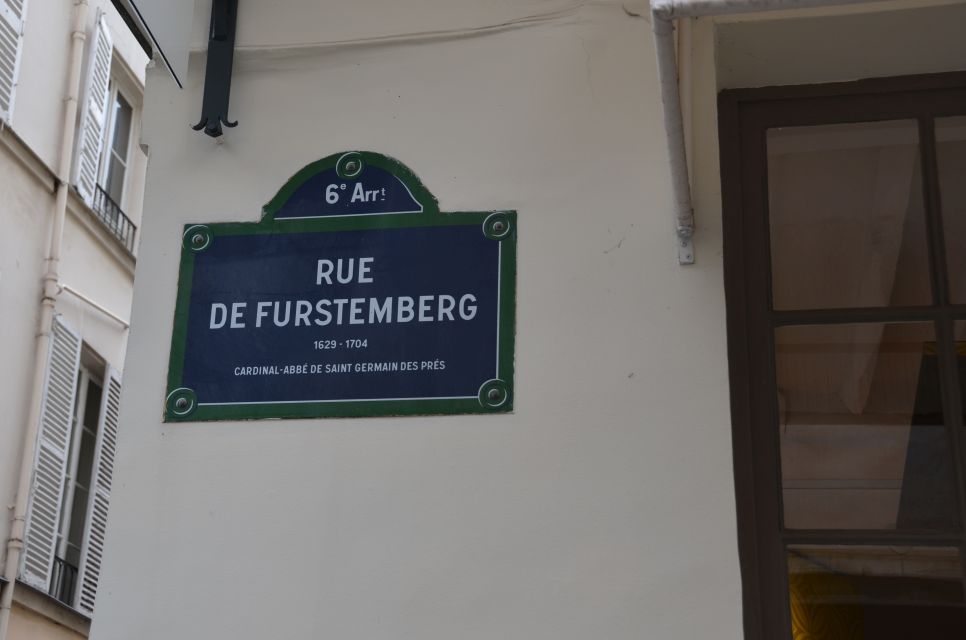 6e Arrt
RUE
DE FURSTEMBERG
1629 - 1704
CARDINAL-ABBÉ DE SAINT GERMAIN DES PRÉS